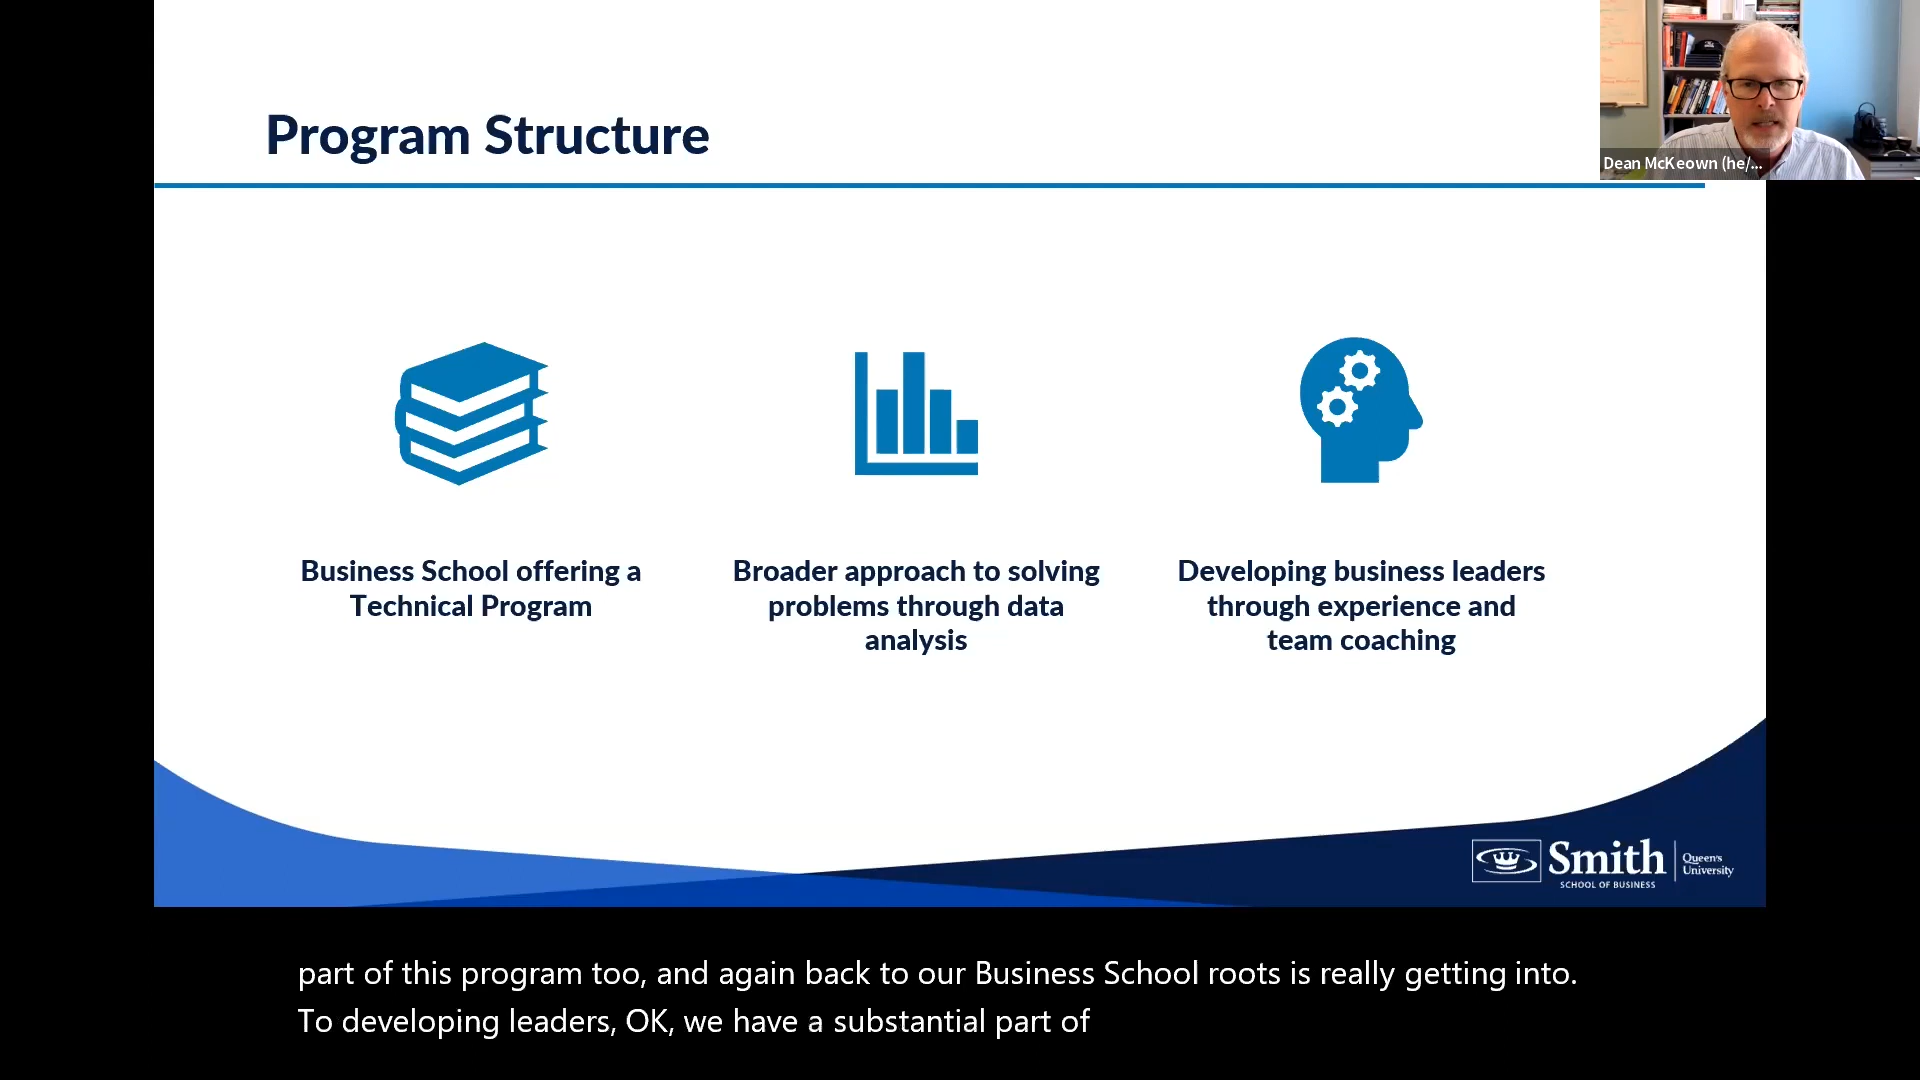 Program Structure
Dean McKeown (he/...
Business School offering a
Technical Program
Broader approach to solving
problems through data
analysis
Developing business leaders
through experience and
team coaching
Smith
SCHOOL OF BUSINESS
Queen's
University
part of this program too, and again back to our Business School roots is really getting into.
To developing leaders, OK, we have a substantial part of